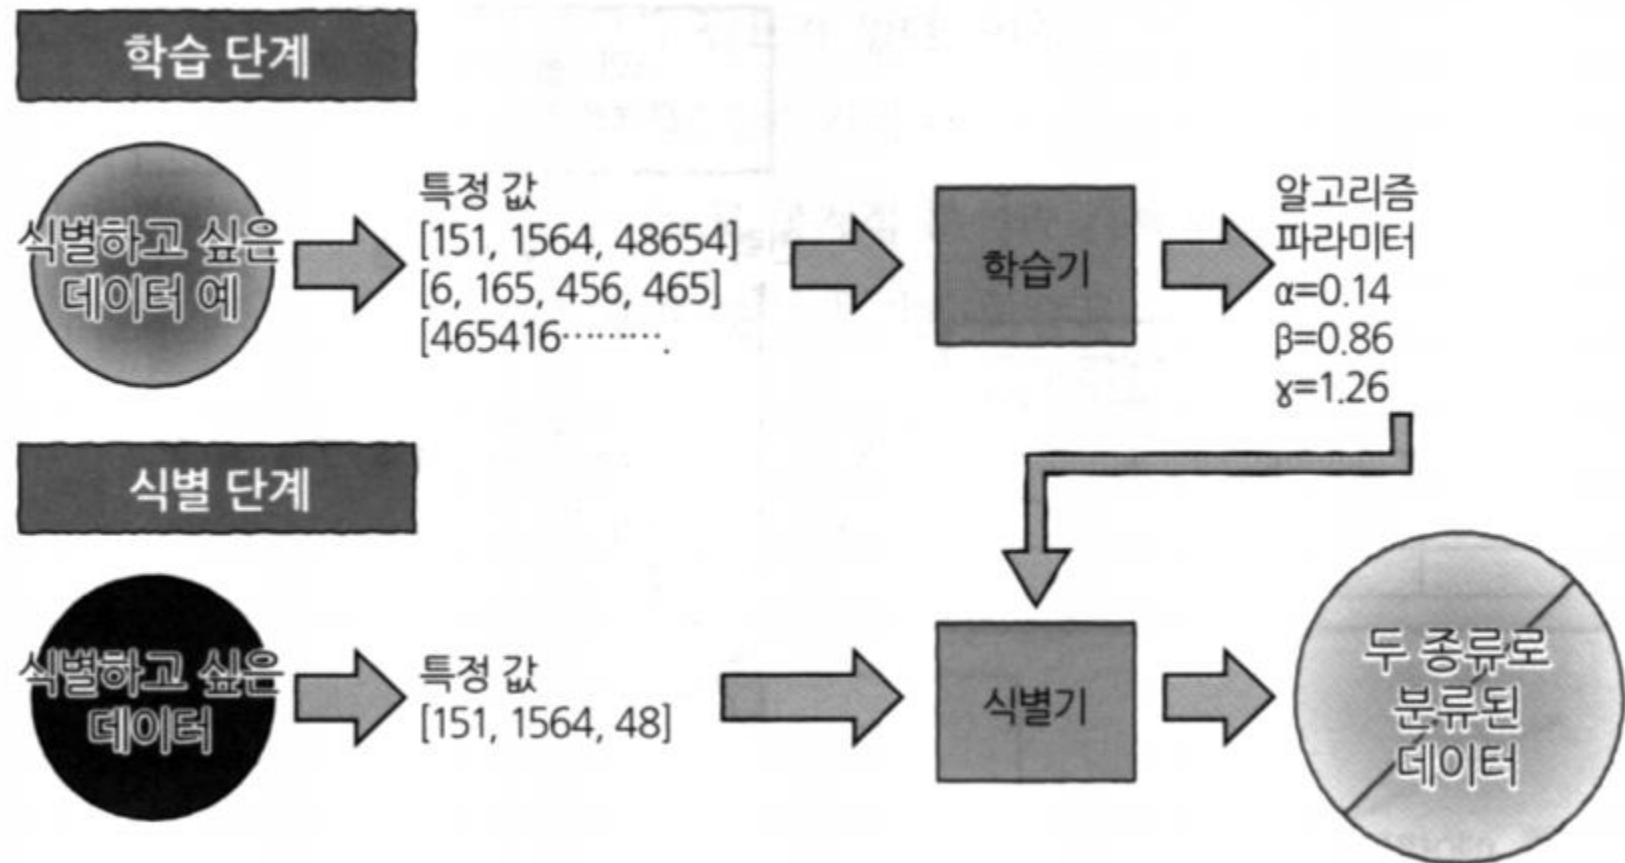 학습 단계
식별하고 싶은
데이터 예
특정 값
[151, 1564, 48654]
[6, 165, 456, 465]
[465416⋯⋯⋯.
학습기
알고리즘
파라미터
α=0.14
β=0.86
ɣ=1.26
식별 단계
식별하고 싶은
데이터
특정 값
[151, 1564, 48]
식별기
두 종류로
분류된
데이터